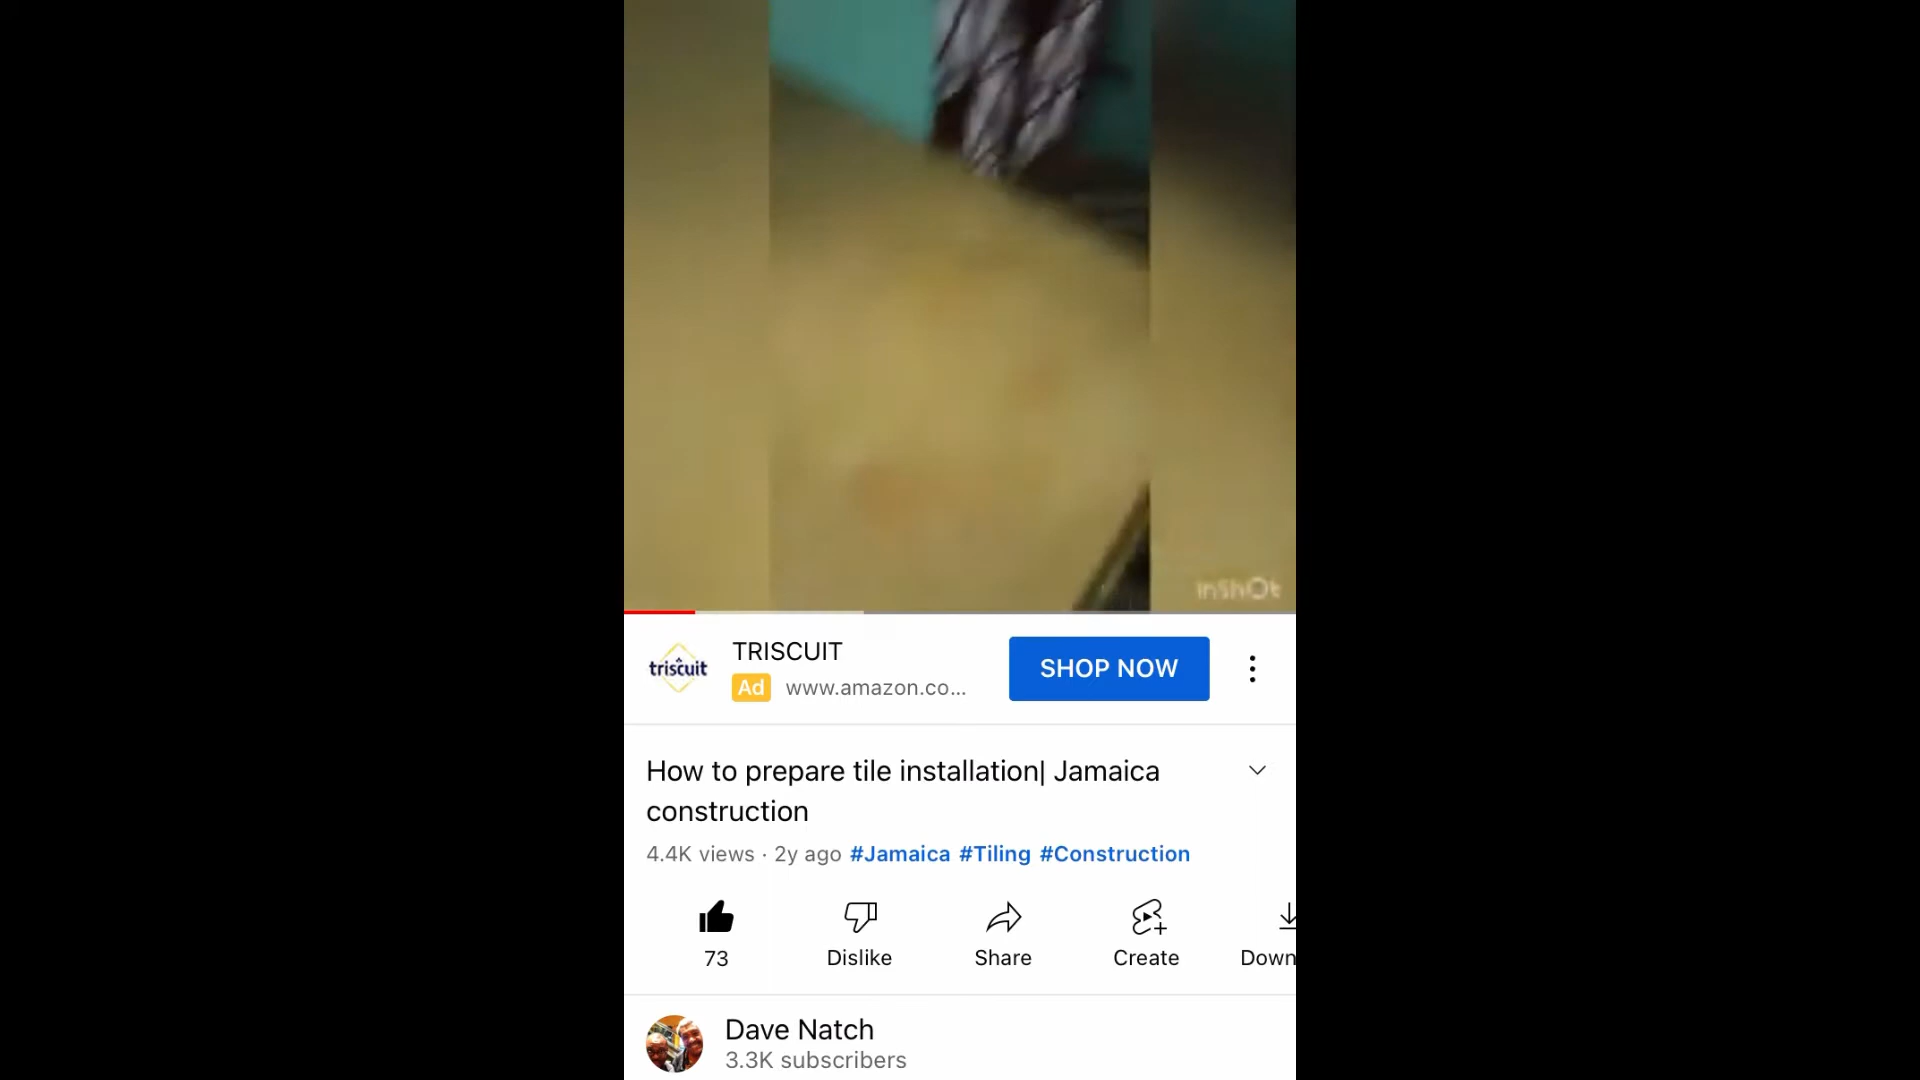 InShOt
triscuit
TRISCUIT
Ad www.amazon.co...
SHOP NOW
How to prepare tile installation| Jamaica
construction
4.4K views · 2y ago #Jamaica #Tiling #Construction
73
Dislike
Share
Create
Down
Dave Natch
3.3K subscribers